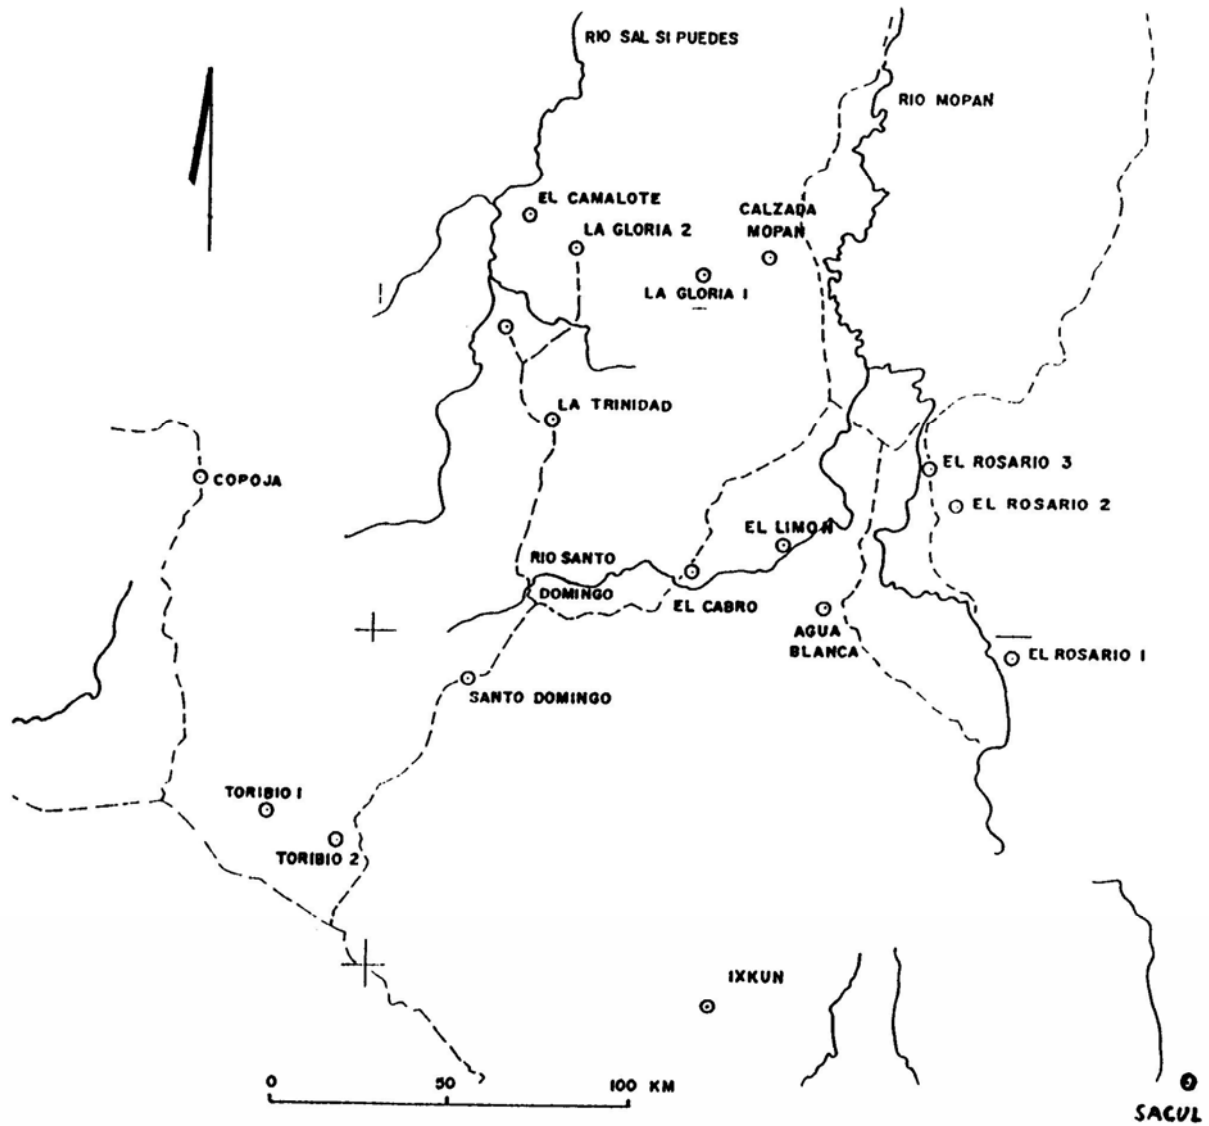 RIO SAL SI PUEDES
RIO MOPAN
EL CAMALOTE
LA GLORIA 2
CALZADA
MOPAN
LA GLORIA 1
LA TRINIDAD
COPOJA
EL ROSARIO 3
EL ROSARIO 2
EL LIMON
RIO SANTO
DOMINGO
EL CABRO
AGUA
BLANCA
EL ROSARIO 1
SANTO DOMINGO
TORIBIO 1
TORIBIO 2
IXKUN
0 50 100 KM
SACUL